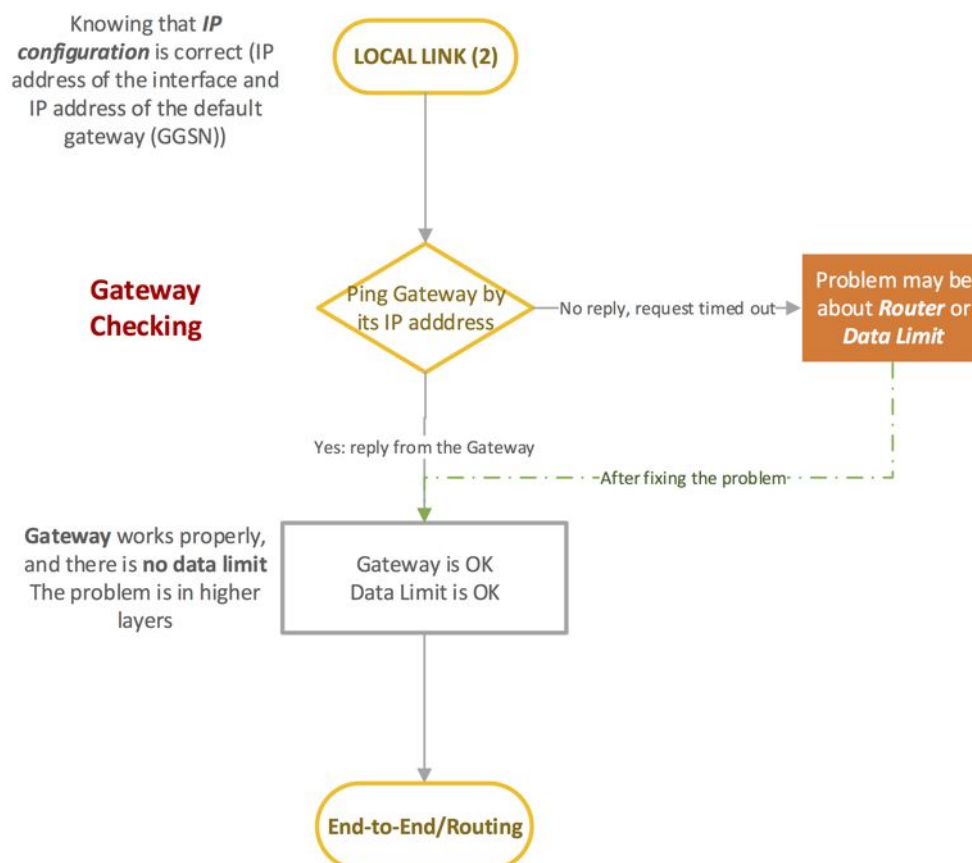 Knowing that IP
configuration is correct (IP
address of the interface and
IP address of the default
gateway (GGSN))
LOCAL LINK (2)
Gateway
Checking
Ping Gateway by
its IP adddress
No reply, request timed out
Problem may be
about Router or
Data Limit
Yes: reply from the Gateway
After fixing the problem
Gateway works properly,
and there is no data limit
The problem is in higher
layers
Gateway is OK
Data Limit is OK
End-to-End/Routing